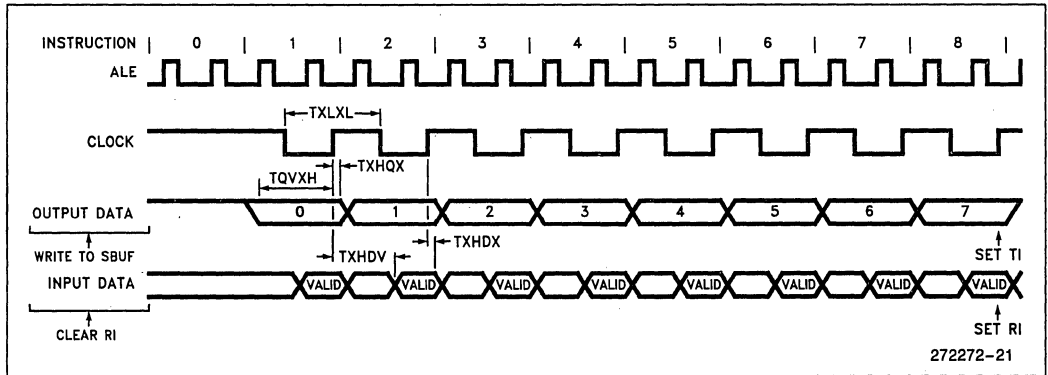 INSTRUCTION | 0 | 1 | 2 | 3 | 4 | 5 | 6 | 7 | 8 |
ALE
TXLXL
CLOCK
TXHQX
TQVXH
OUTPUT DATA 0 1 2 3 4 5 6 7
TXHDX
WRITE TO SBUF
TXHDV
SET TI
INPUT DATA VALID VALID VALID VALID VALID VALID VALID VALID
CLEAR RI
SET RI
272272-21